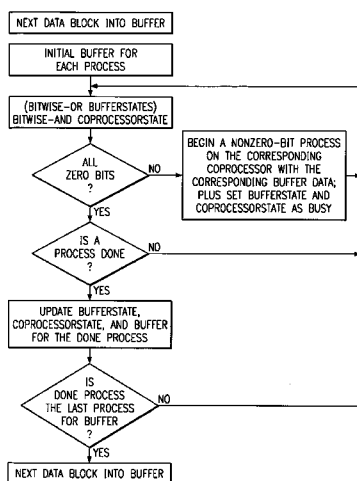 NEXT DATA BLOCK INTO BUFFER
INITIAL BUFFER FOR
EACH PROCESS
(BITWISE-OR BUFFERSTATES)
BITWISE-AND COPROCESSORSTATE
ALL
ZERO BITS
?
NO
YES
BEGIN A NONZERO-BIT PROCESS
ON THE CORRESPONDING
COPROCESSOR WITH THE
CORRESPONDING BUFFER DATA;
PLUS SET BUFFERSTATE AND
COPROCESSORSTATE AS BUSY
IS A
PROCESS DONE
?
NO
YES
UPDATE BUFFERSTATE,
COPROCESSORSTATE, AND BUFFER
FOR THE DONE PROCESS
IS
DONE PROCESS
THE LAST PROCESS
FOR BUFFER
?
NO
YES
NEXT DATA BLOCK INTO BUFFER